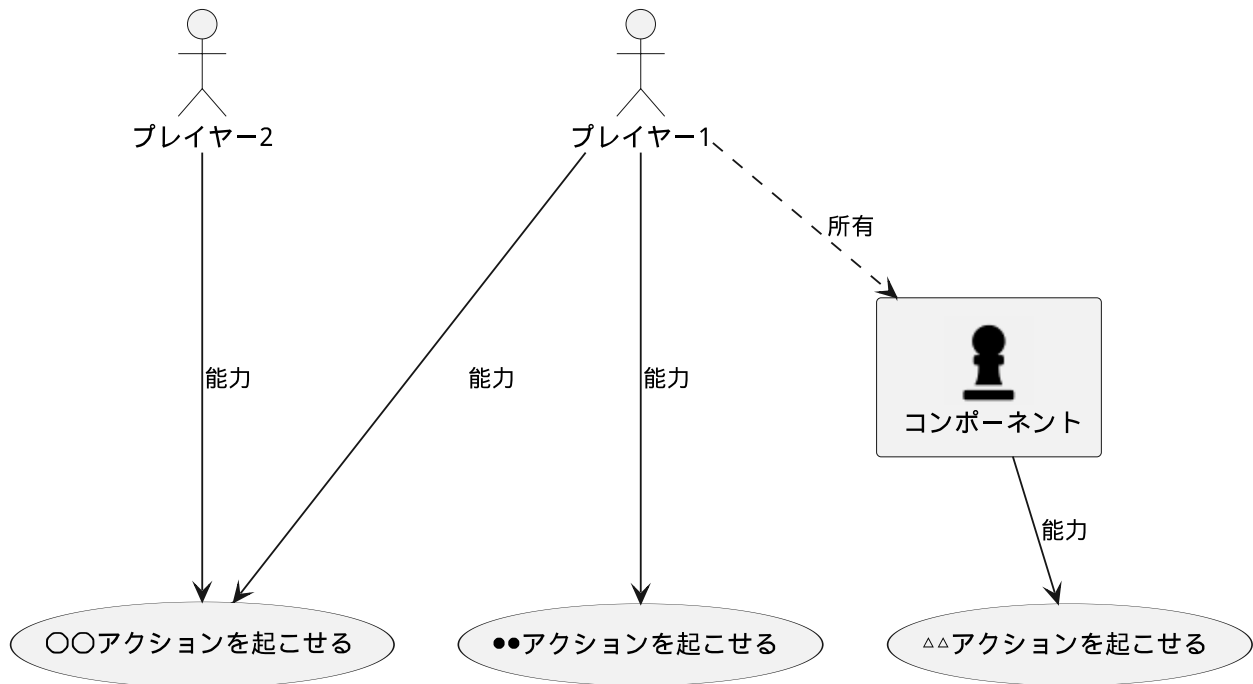 プレイヤー2
プレイヤー1
所有
能力
能力
能力
コンポーネント
能力
〇〇アクションを起こせる
●●アクションを起こせる
△△アクションを起こせる